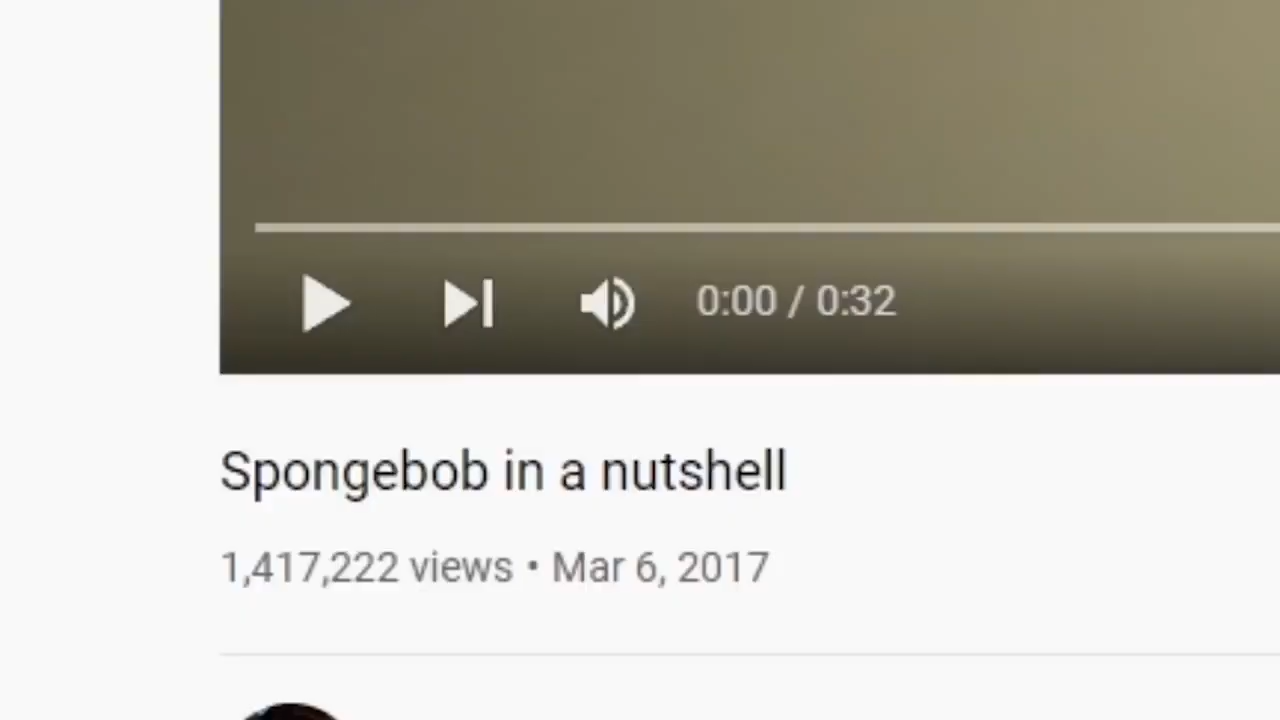 0:00 / 0:32
Spongebob in a nutshell
1,417,222 views • Mar 6, 2017